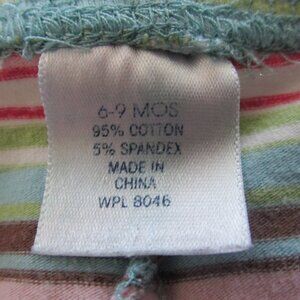 6-9 MOS
95% COTTON
5% SPANDEX
MADE IN
CHINA
WPL 8046